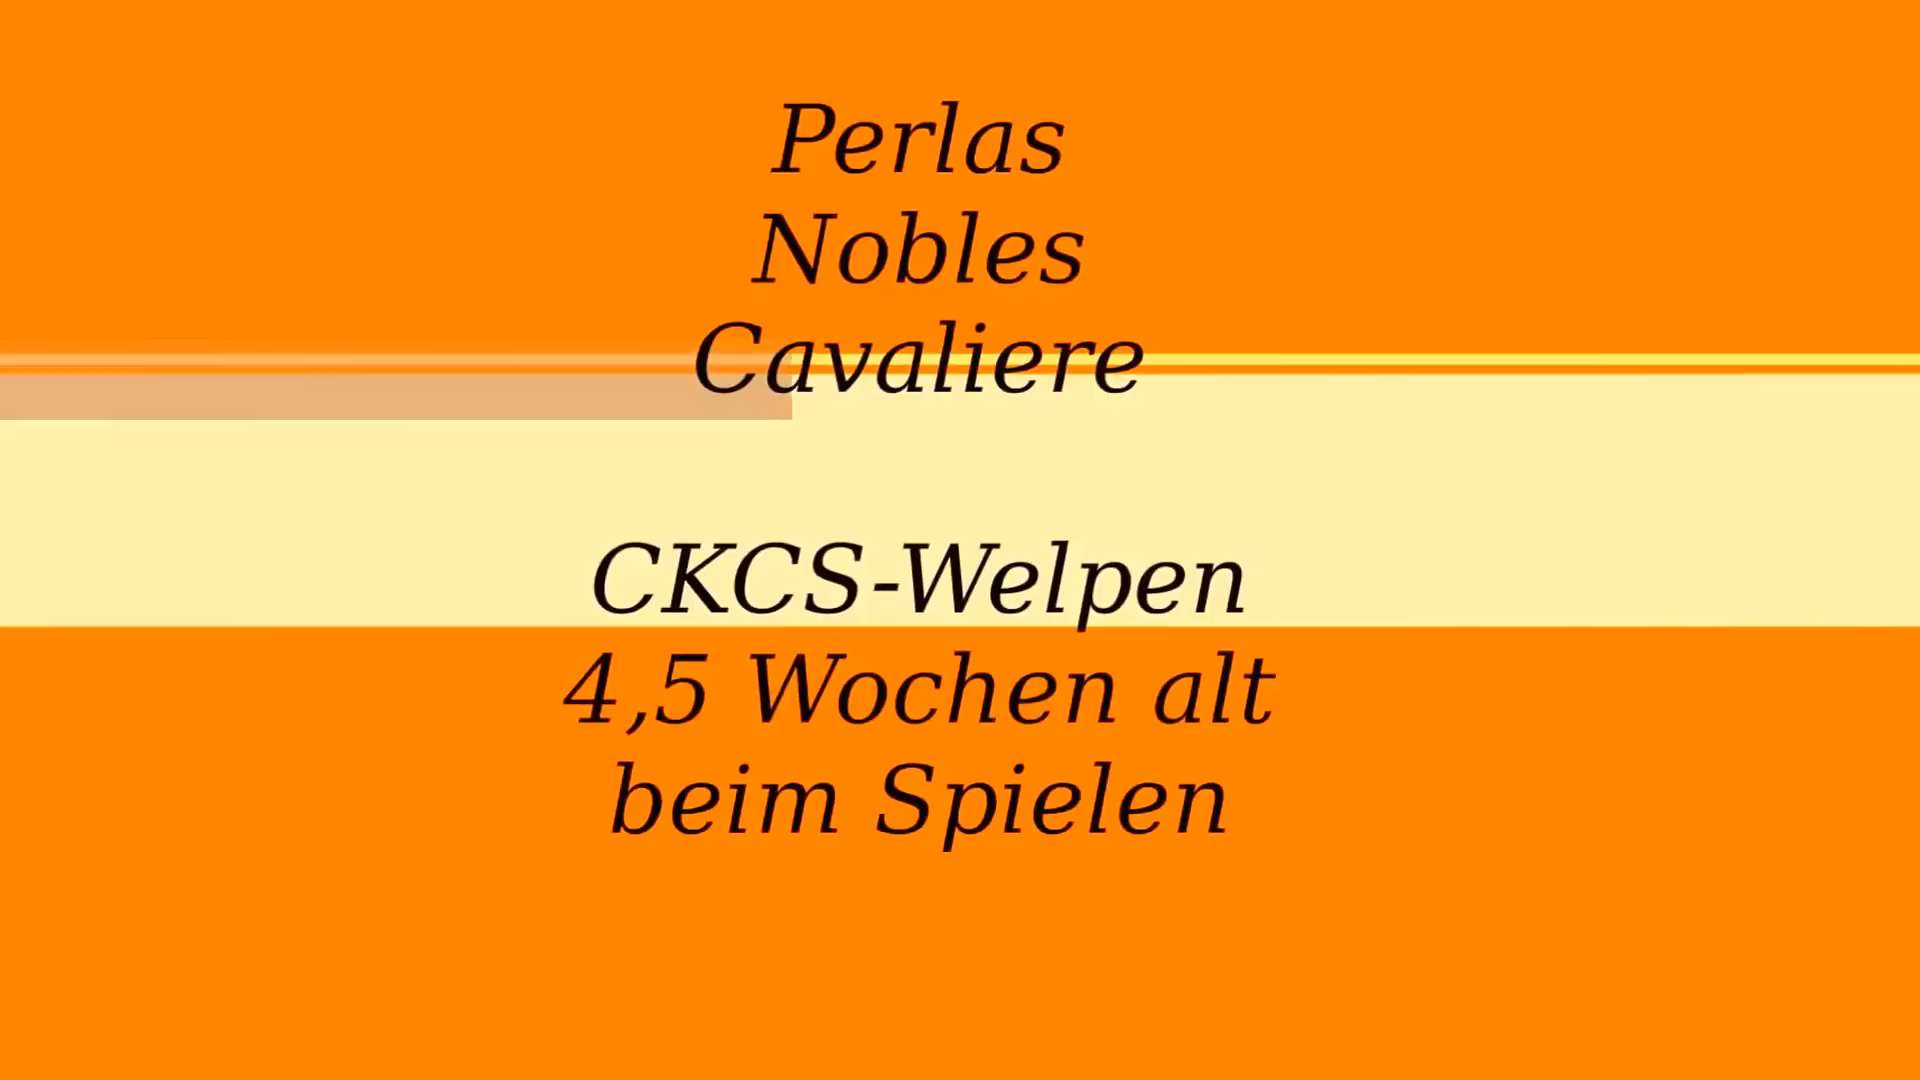 Perlas
Nobles
Cavaliere
CKCS-Welpen
4,5 Wochen alt
beim Spielen